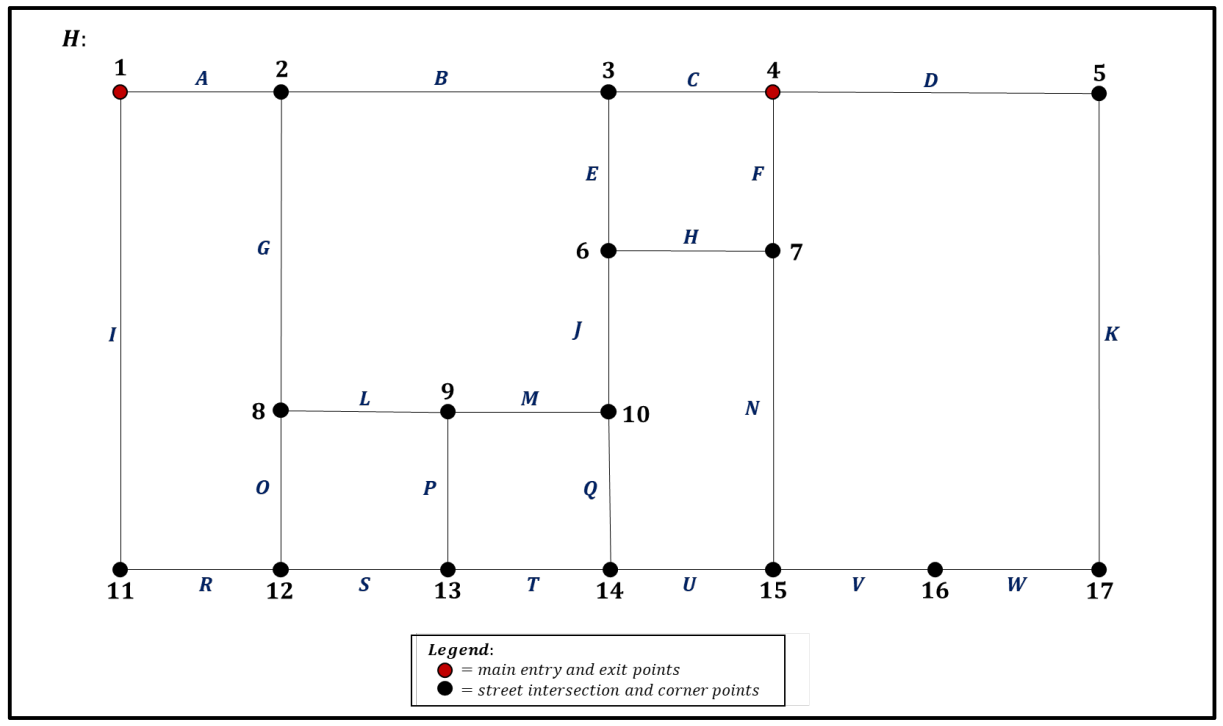 H:
1 A 2 B 3 C 4 D 5
E F
G 6 H 7
I J K
8 L 9 M 10 N
O P Q
11 R 12 S 13 T 14 U 15 V 16 W 17
Legend:
= main entry and exit points
= street intersection and corner points